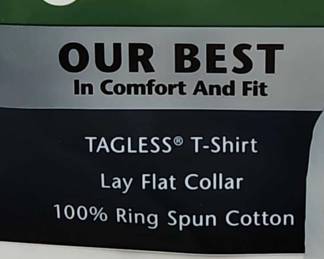 OUR BEST
In Comfort And Fit
TAGLESS® T-Shirt
Lay Flat Collar
100% Ring Spun Cotton